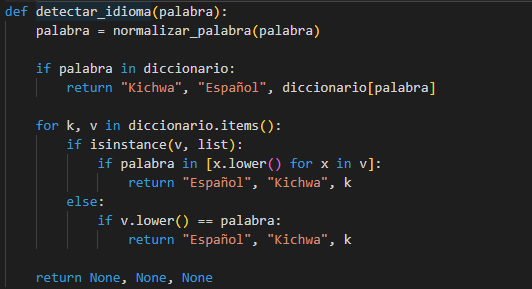 def detectar_idioma(palabra):
    palabra = normalizar_palabra(palabra)

    if palabra in diccionario:
        return "Kichwa", "Español", diccionario[palabra]

    for k, v in diccionario.items():
        if isinstance(v, list):
            if palabra in [x.lower() for x in v]:
                return "Español", "Kichwa", k
        else:
            if v.lower() == palabra:
                return "Español", "Kichwa", k

    return None, None, None